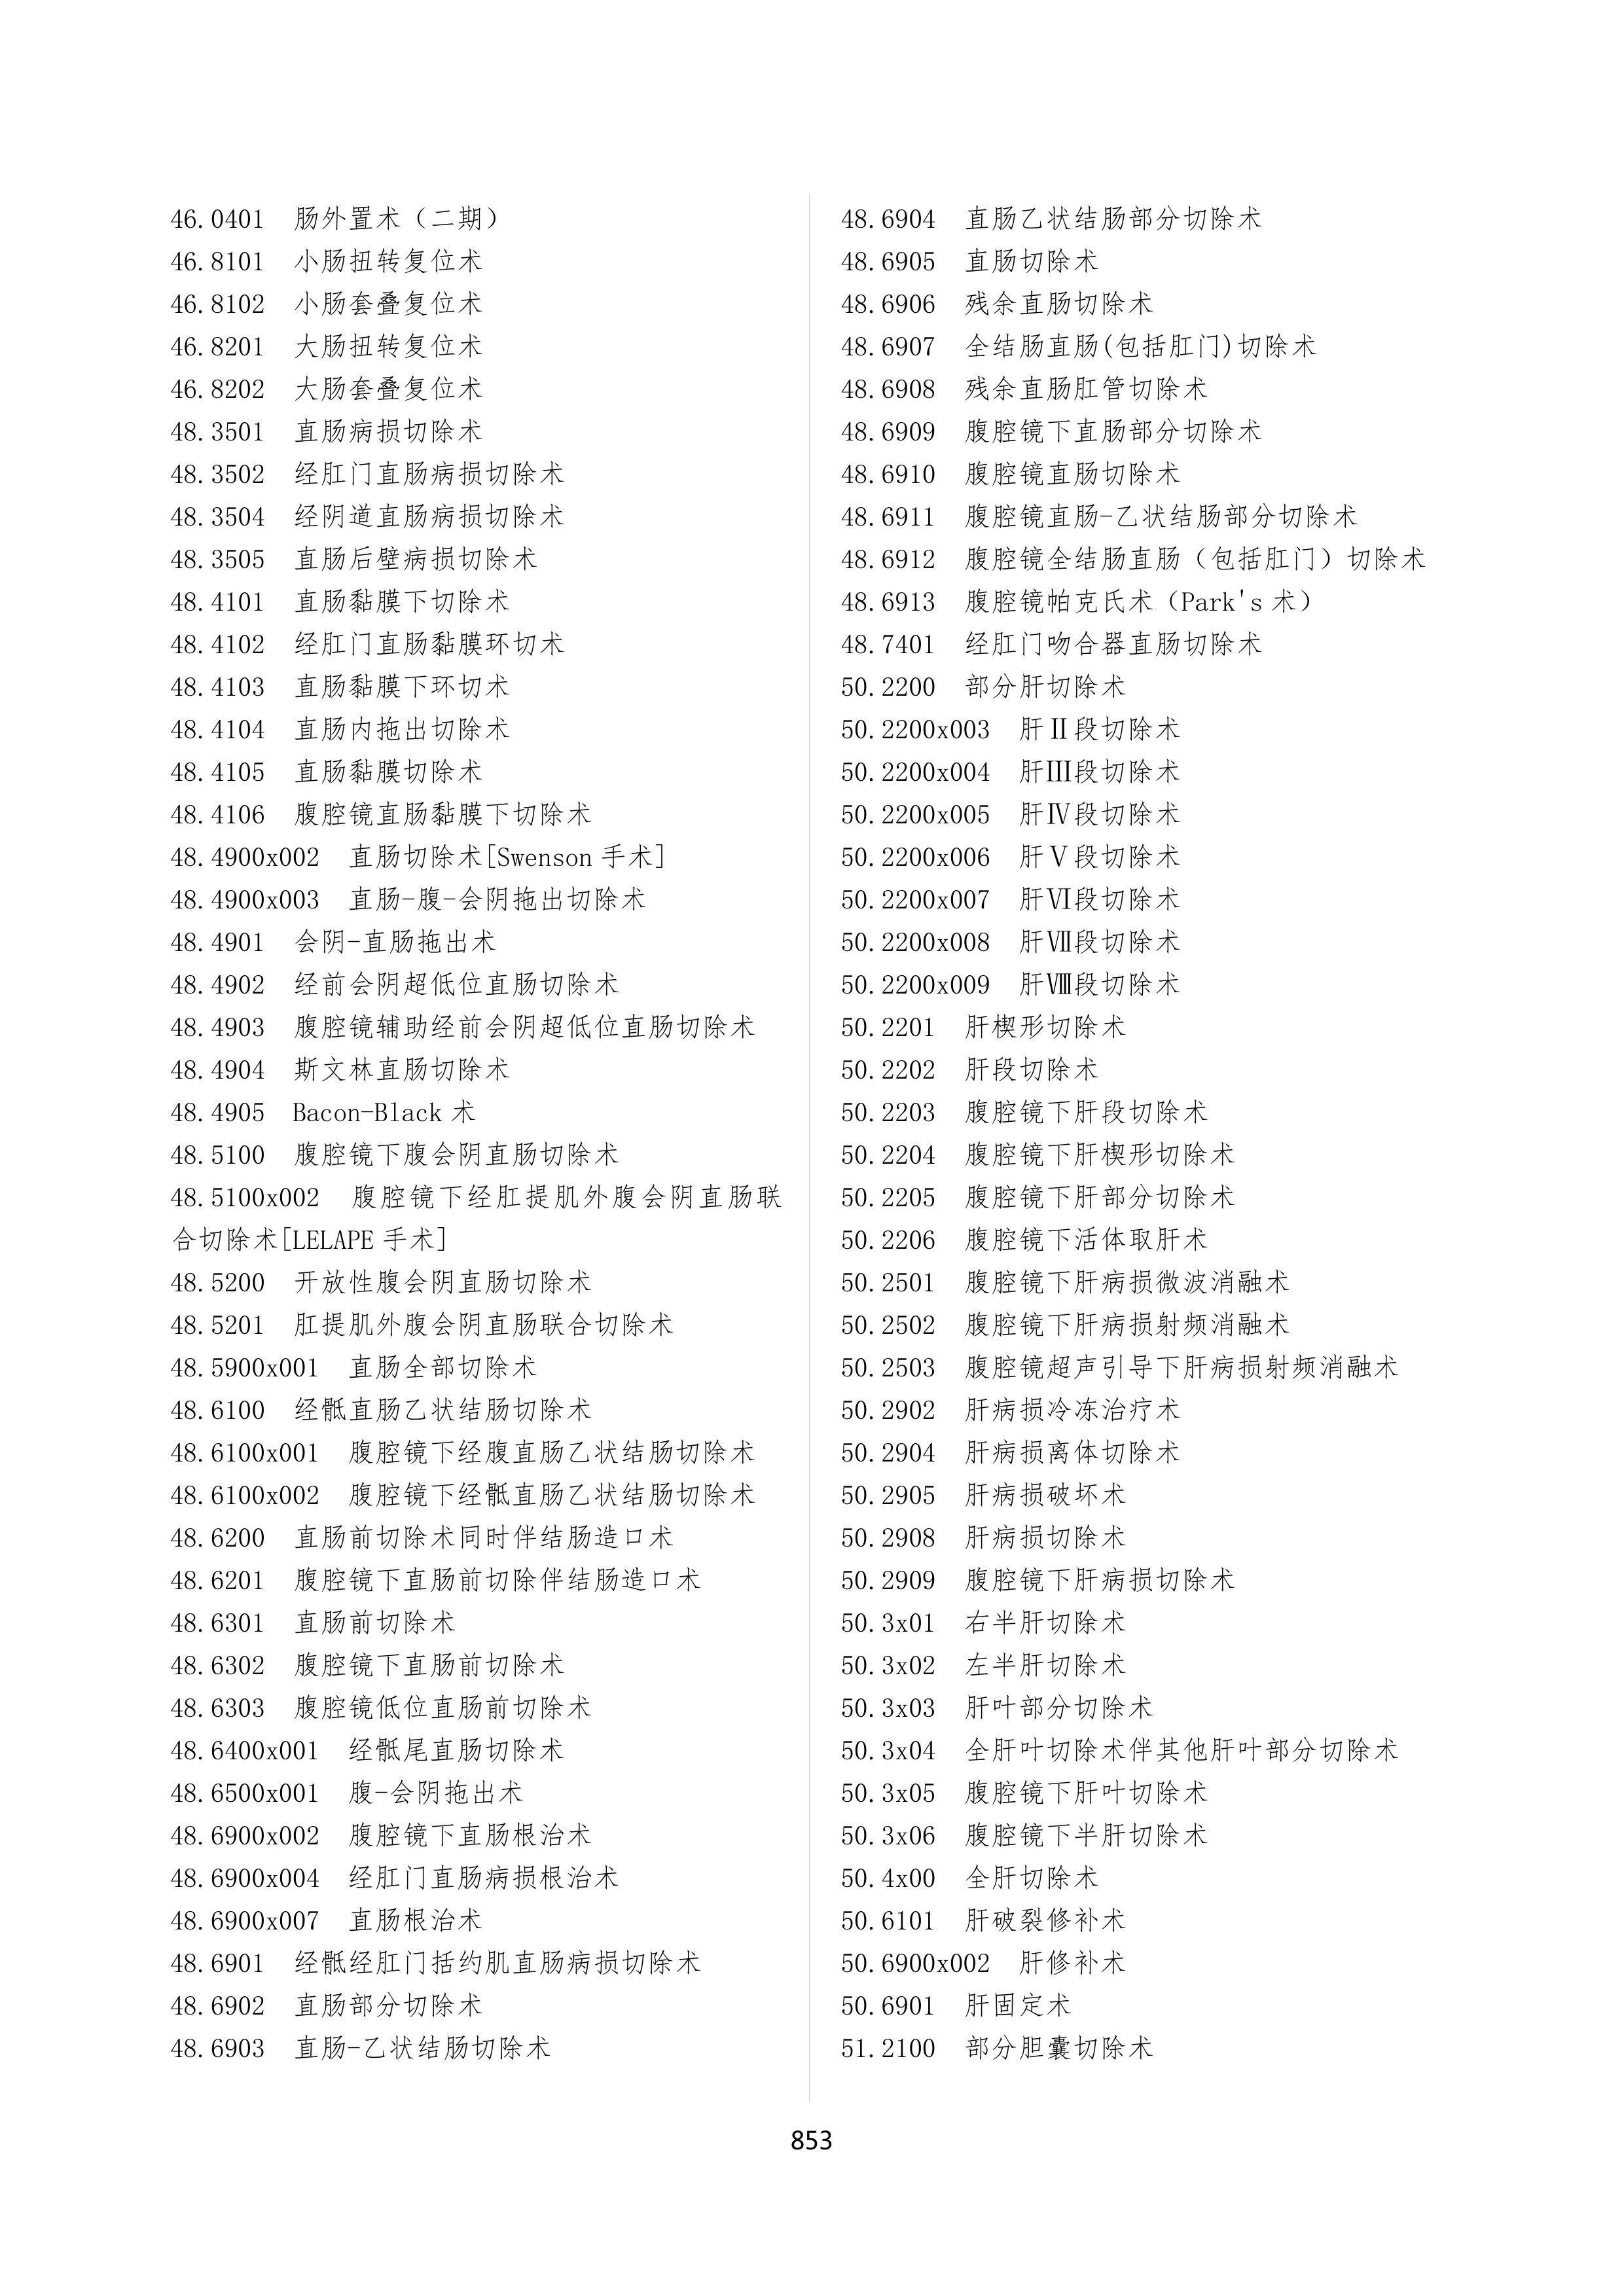 46.0401 肠外置术（二期）
46.8101 小肠扭转复位术
46.8102 小肠套叠复位术
46.8201 大肠扭转复位术
46.8202 大肠套叠复位术
48.3501 直肠病损切除术
48.3502 经肛门直肠病损切除术
48.3504 经阴道直肠病损切除术
48.3505 直肠后壁病损切除术
48.4101 直肠黏膜下切除术
48.4102 经肛门直肠黏膜环切术
48.4103 直肠黏膜下环切术
48.4104 直肠内拖出切除术
48.4105 直肠黏膜切除术
48.4106 腹腔镜直肠黏膜下切除术
48.4900x002 直肠切除术[Swenson 手术]
48.4900x003 直肠-腹-会阴拖出切除术
48.4901 会阴-直肠拖出术
48.4902 经前会阴超低位直肠切除术
48.4903 腹腔镜辅助经前会阴超低位直肠切除术
48.4904 斯文林直肠切除术
48.4905 Bacon-Black 术
48.5100 腹腔镜下腹会阴直肠切除术
48.5100x002 腹腔镜下经肛提肌外腹会阴直肠联
合切除术[LELAPE 手术]
48.5200 开放性腹会阴直肠切除术
48.5201 肛提肌外腹会阴直肠联合切除术
48.5900x001 直肠全部切除术
48.6100 经骶直肠乙状结肠切除术
48.6100x001 腹腔镜下经腹直肠乙状结肠切除术
48.6100x002 腹腔镜下经骶直肠乙状结肠切除术
48.6200 直肠前切除术同时伴结肠造口术
48.6201 腹腔镜下直肠前切除伴结肠造口术
48.6301 直肠前切除术
48.6302 腹腔镜下直肠前切除术
48.6303 腹腔镜低位直肠前切除术
48.6400x001 经骶尾直肠切除术
48.6500x001 腹-会阴拖出术
48.6900x002 腹腔镜下直肠根治术
48.6900x004 经肛门直肠病损根治术
48.6900x007 直肠根治术
48.6901 经骶经肛门括约肌直肠病损切除术
48.6902 直肠部分切除术
48.6903 直肠-乙状结肠切除术
48.6904 直肠乙状结肠部分切除术
48.6905 直肠切除术
48.6906 残余直肠切除术
48.6907 全结肠直肠(包括肛门)切除术
48.6908 残余直肠肛管切除术
48.6909 腹腔镜下直肠部分切除术
48.6910 腹腔镜直肠切除术
48.6911 腹腔镜直肠-乙状结肠部分切除术
48.6912 腹腔镜全结肠直肠（包括肛门）切除术
48.6913 腹腔镜帕克氏术（Park's 术）
48.7401 经肛门吻合器直肠切除术
50.2200 部分肝切除术
50.2200x003 肝Ⅱ段切除术
50.2200x004 肝Ⅲ段切除术
50.2200x005 肝Ⅳ段切除术
50.2200x006 肝Ⅴ段切除术
50.2200x007 肝Ⅵ段切除术
50.2200x008 肝Ⅶ段切除术
50.2200x009 肝Ⅷ段切除术
50.2201 肝楔形切除术
50.2202 肝段切除术
50.2203 腹腔镜下肝段切除术
50.2204 腹腔镜下肝楔形切除术
50.2205 腹腔镜下肝部分切除术
50.2206 腹腔镜下活体取肝术
50.2501 腹腔镜下肝病损微波消融术
50.2502 腹腔镜下肝病损射频消融术
50.2503 腹腔镜超声引导下肝病损射频消融术
50.2902 肝病损冷冻治疗术
50.2904 肝病损离体切除术
50.2905 肝病损破坏术
50.2908 肝病损切除术
50.2909 腹腔镜下肝病损切除术
50.3x01 右半肝切除术
50.3x02 左半肝切除术
50.3x03 肝叶部分切除术
50.3x04 全肝叶切除术伴其他肝叶部分切除术
50.3x05 腹腔镜下肝叶切除术
50.3x06 腹腔镜下半肝切除术
50.4x00 全肝切除术
50.6101 肝破裂修补术
50.6900x002 肝修补术
50.6901 肝固定术
51.2100 部分胆囊切除术
853